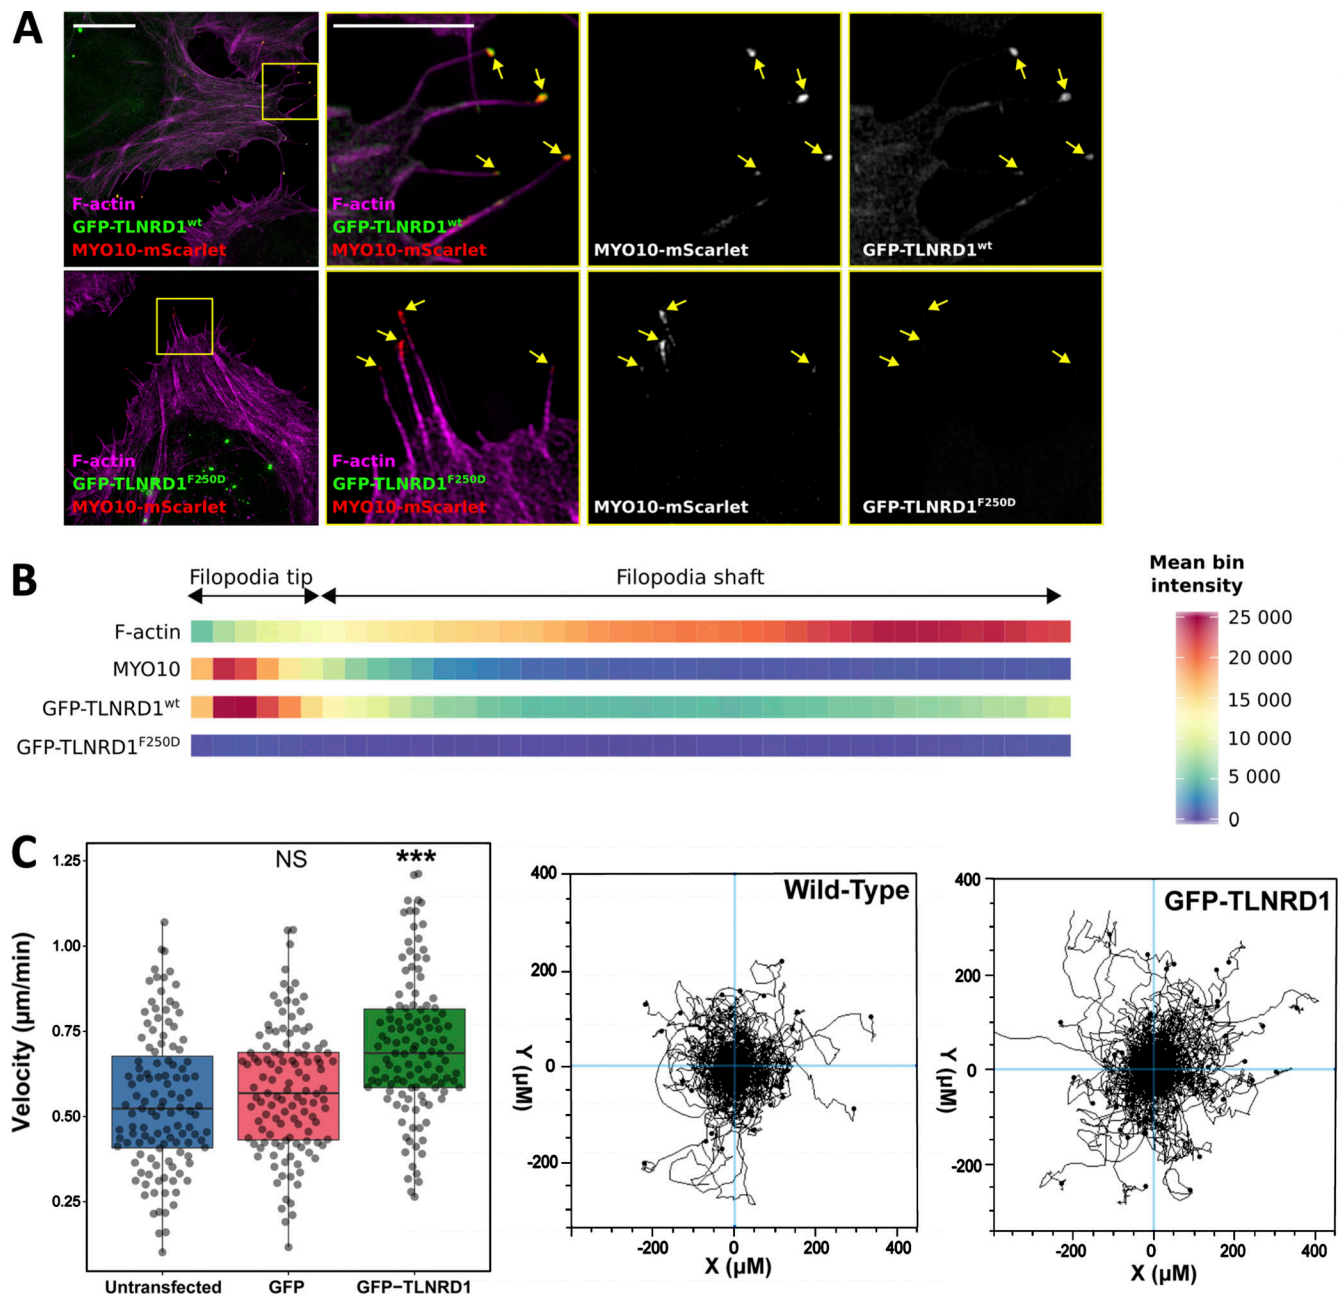 A
F-actin
GFP-TLNRD1wt
MYO10-mScarlet
F-actin
GFP-TLNRD1wt
MYO10-mScarlet
MYO10-mScarlet
GFP-TLNRD1wt
F-actin
GFP-TLNRD1F250D
MYO10-mScarlet
F-actin
GFP-TLNRD1F250D
MYO10-mScarlet
MYO10-mScarlet
GFP-TLNRD1F250D
B
Filopodia tip
Filopodia shaft
F-actin
MYO10
GFP-TLNRD1wt
GFP-TLNRD1F250D
Mean bin
intensity
25 000
20 000
15 000
10 000
5 000
0
C
Velocity (µm/min)
1.25
1.00
0.75
0.50
0.25
NS
***
Untransfected
GFP
GFP−TLNRD1
Wild-Type
400
200
0
-200
Y (µM)
-200
0
200
400
X (µM)
GFP-TLNRD1
400
200
0
-200
Y (µM)
-200
0
200
400
X (µM)